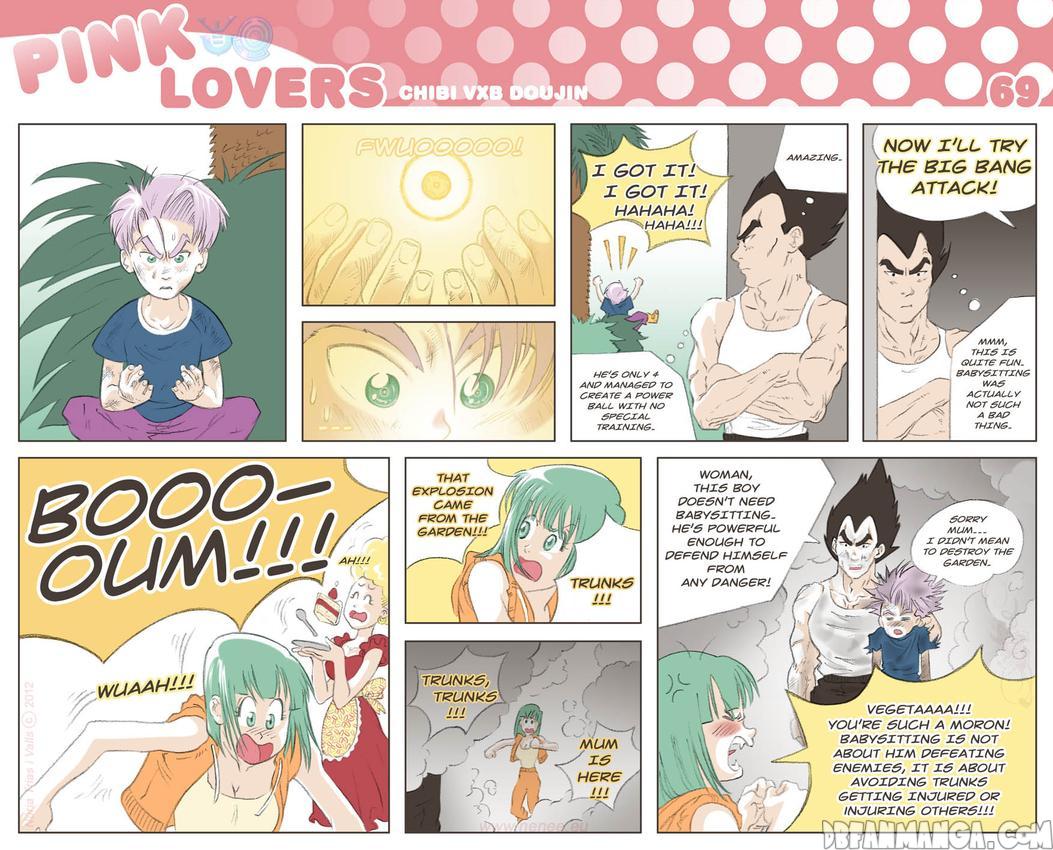 PINK
LOVERS
CHIBI VXB DOUJIN
69
FWUOOOOO!
I GOT IT!
I GOT IT!
HAHAHA!
HAHA!!!
AMAZING..
HE'S ONLY 4
AND MANAGED TO
CREATE A POWER
BALL WITH NO
SPECIAL
TRAINING..
NOW I'LL TRY
THE BIG BANG
ATTACK!
MMM,
THIS IS
QUITE FUN..
BABYSITTING
WAS
ACTUALLY
NOT SUCH
A BAD
THING..
BOOO-
OUM!!!
AH!!!
WUAAH!!!
THAT
EXPLOSION
CAME
FROM THE
GARDEN!!!
TRUNKS
!!!
TRUNKS,
TRUNKS
!!!
MUM
IS
HERE
!!!
WOMAN,
THIS BOY
DOESN'T NEED
BABYSITTING..
HE'S POWERFUL
ENOUGH TO
DEFEND HIMSELF
FROM
ANY DANGER!
SORRY
MUM....
I DIDN'T MEAN
TO DESTROY THE
GARDEN..
VEGETAAAA!!!
YOU'RE SUCH A MORON!
BABYSITTING IS NOT
ABOUT HIM DEFEATING
ENEMIES, IT IS ABOUT
AVOIDING TRUNKS
GETTING INJURED OR
INJURING OTHERS!!!
/ Valis © 2012
www.nenee.eu
DBFANMANGA.COM